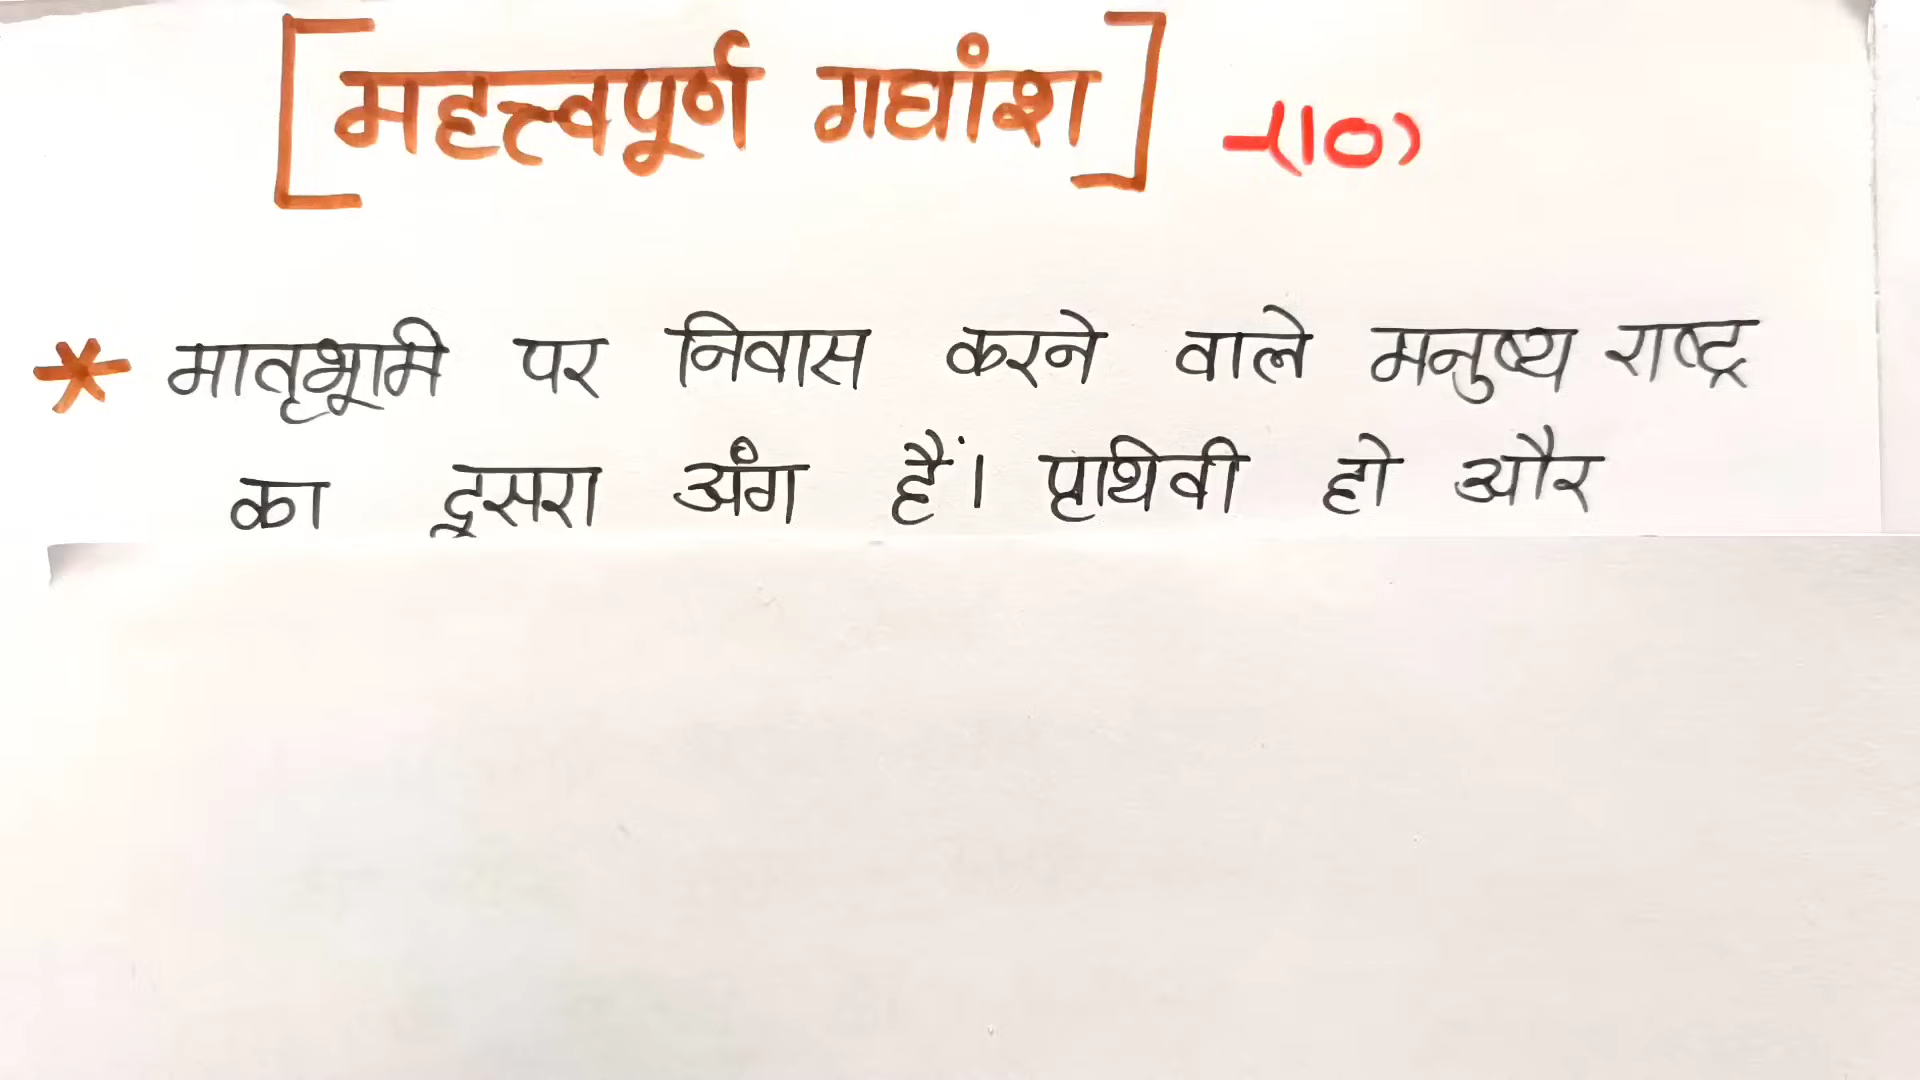 [महत्त्वपूर्ण गद्यांश] -(10)
* मातृभूमि पर निवास करने वाले मनुष्य राष्ट्र
का दूसरा अंग हैं। पृथिवी हो और